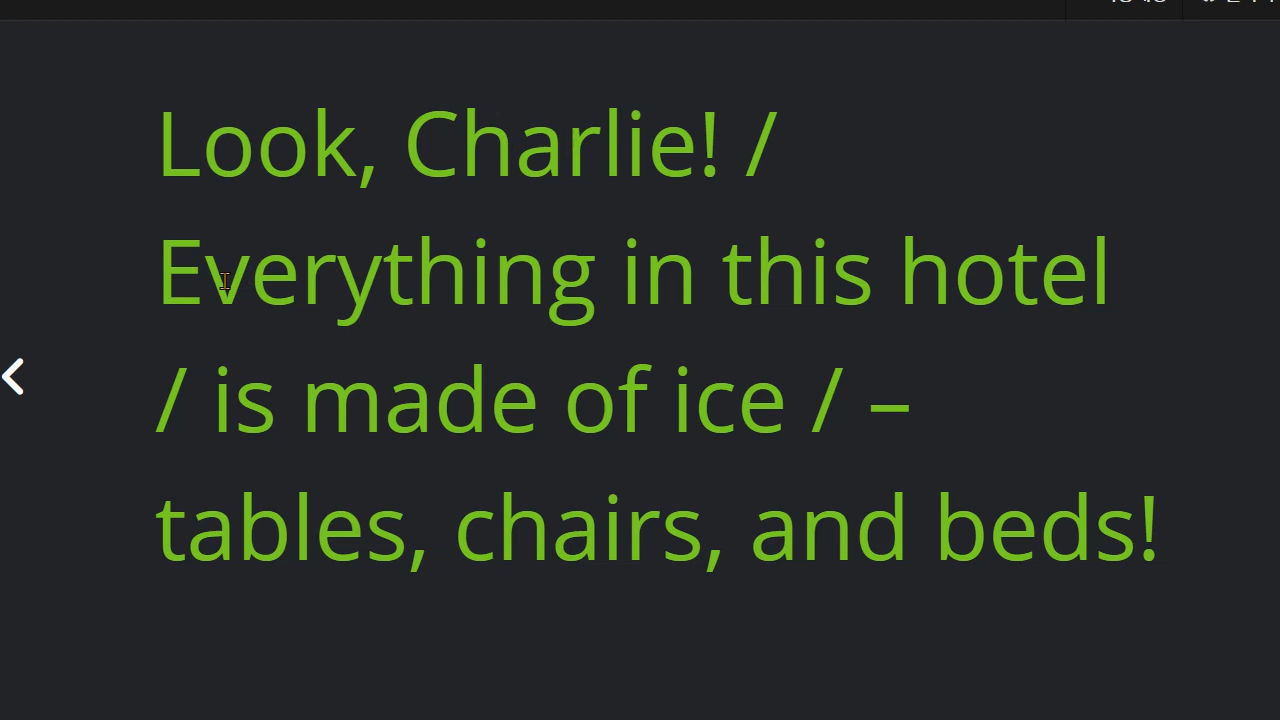 Look, Charlie! /
Everything in this hotel
/ is made of ice / –
tables, chairs, and beds!